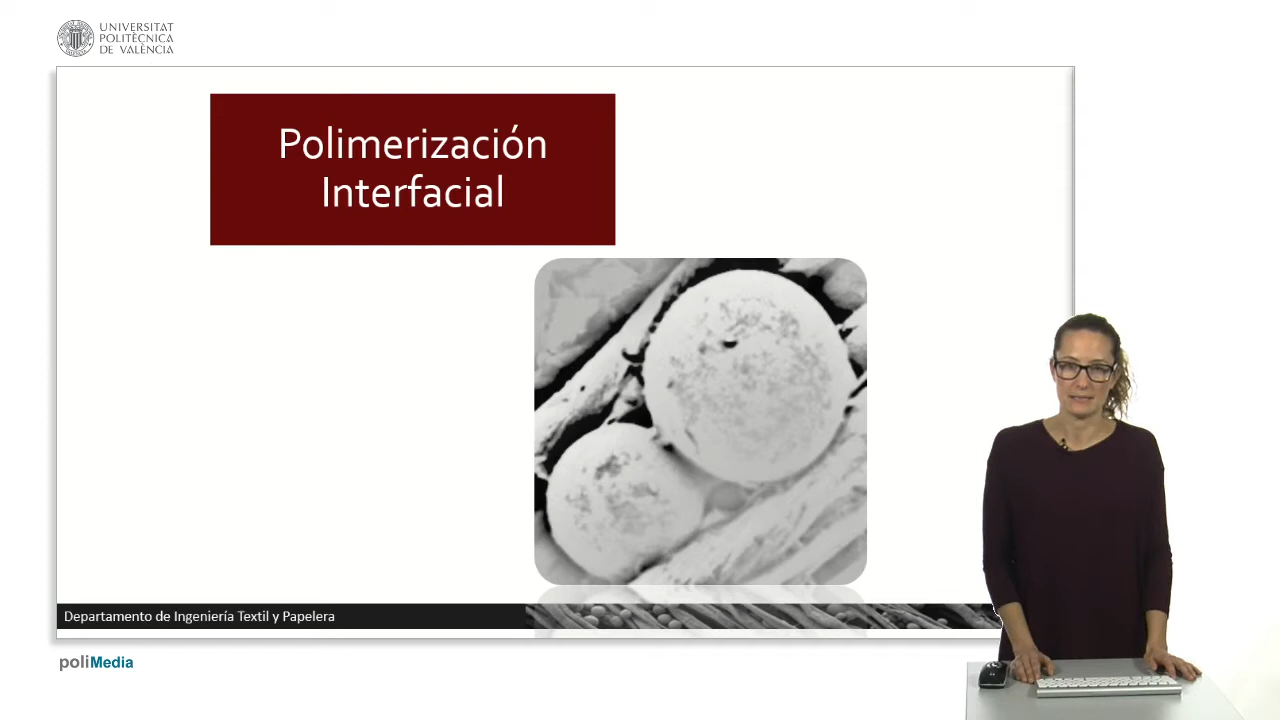 UNIVERSITAT
POLITÈCNICA
DE VALÈNCIA
Polimerización
Interfacial
Departamento de Ingeniería Textil y Papelera
poliMedia